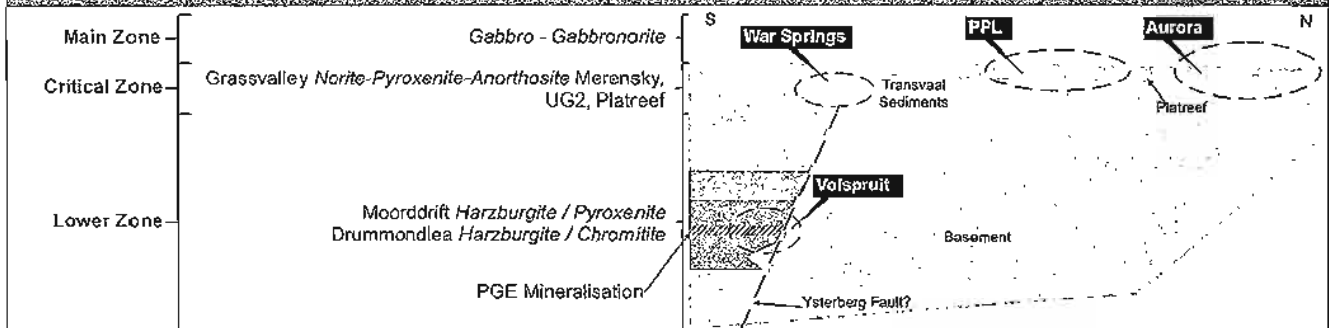 S
N
War Springs
PPL
Aurora
Main Zone
Gabbro - Gabbronorite
Critical Zone
Grassvalley Norite-Pyroxenite-Anorthosite Merensky,
UG2, Platreef
Transvaal
Sediments
Platreef
Volspruit
Lower Zone
Moorddrift Harzburgite / Pyroxenite
Drummondlea Harzburgite / Chromitite
Basement
PGE Mineralisation
Ysterberg Fault?